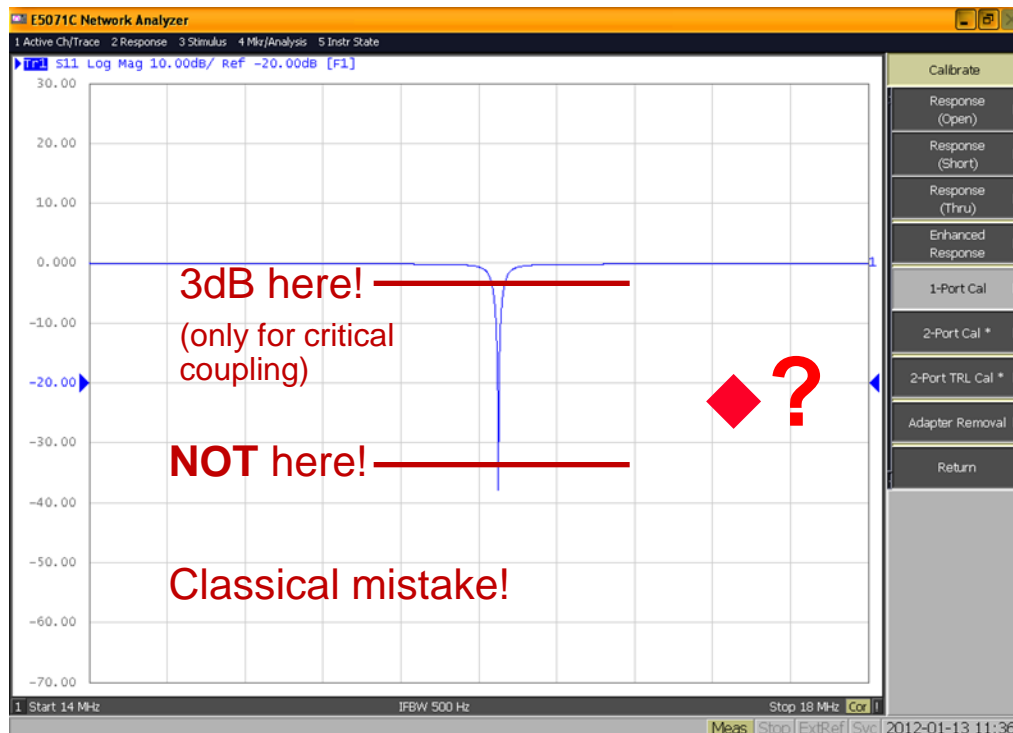 E5071C Network Analyzer
1 Active Ch/Trace 2 Response 3 Stimulus 4 Mkr/Analysis 5 Instr State
Tr1 S11 Log Mag 10.00dB/ Ref -20.00dB [F1]
30.00
20.00
10.00
0.000
-10.00
-20.00
-30.00
-40.00
-50.00
-60.00
-70.00
1
3dB here!
(only for critical
coupling)
?
NOT here!
Classical mistake!
Calibrate
Response
(Open)
Response
(Short)
Response
(Thru)
Enhanced
Response
1-Port Cal
2-Port Cal *
2-Port TRL Cal *
Adapter Removal
Return
1 Start 14 MHz IFBW 500 Hz Stop 18 MHz Cor !
Meas Stop ExtRef Svc 2012-01-13 11:36